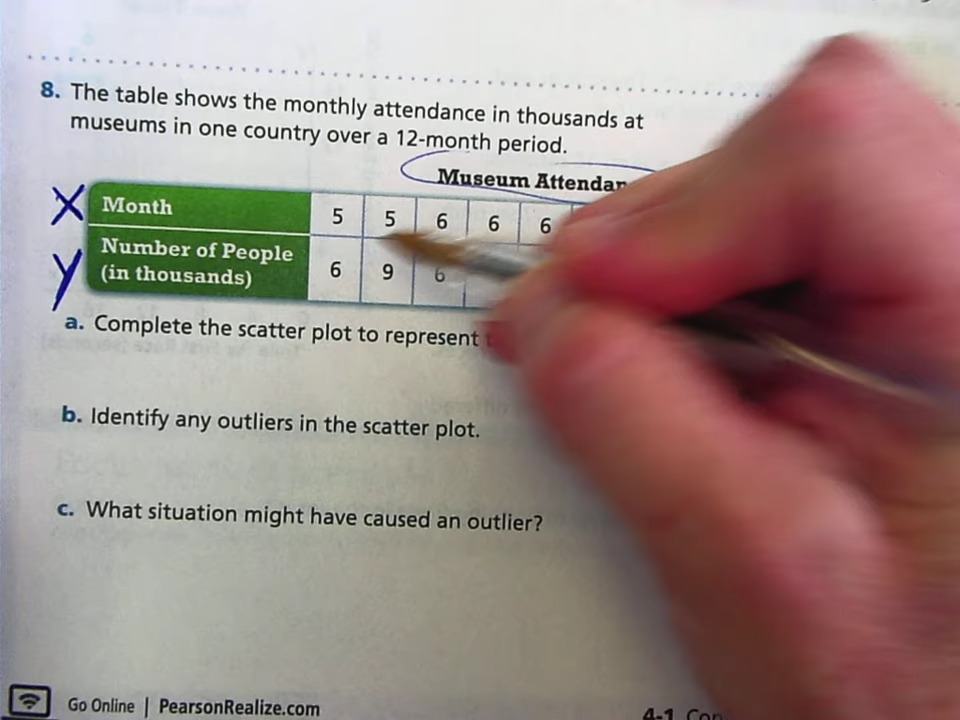 8. The table shows the monthly attendance in thousands at
museums in one country over a 12-month period.
Museum
X Month 5 5 6 6 6
y Number of People
(in thousands) 6 9 6
a. Complete the scatter plot to represent
b. Identify any outliers in the scatter plot.
c. What situation might have caused an outlier?
Go Online | PearsonRealize.com
4-1